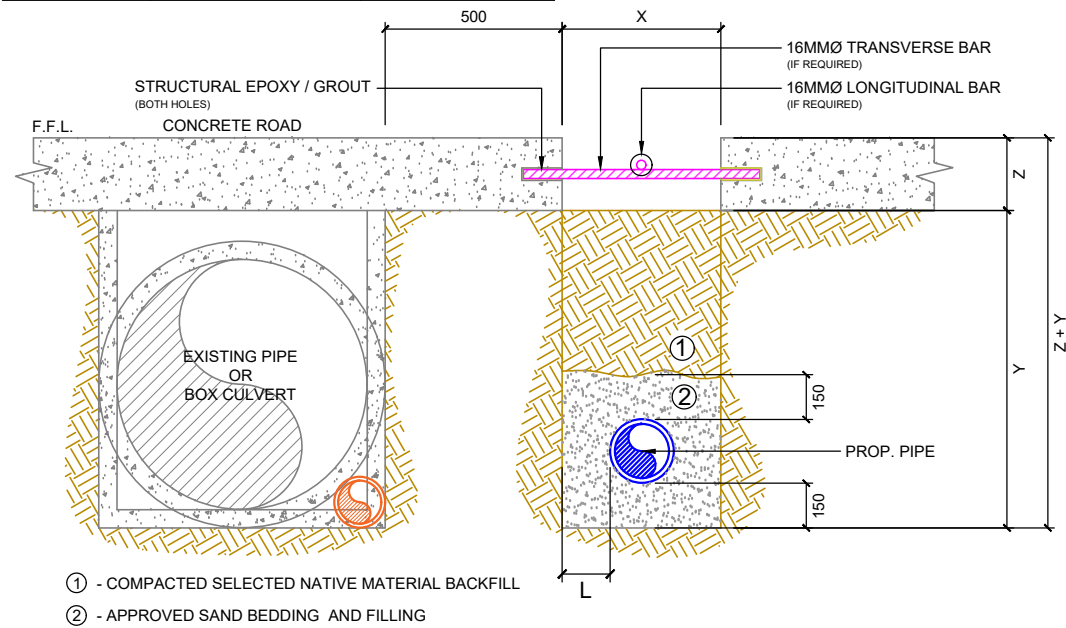 500
X
16MMØ TRANSVERSE BAR
(IF REQUIRED)
STRUCTURAL EPOXY / GROUT
(BOTH HOLES)
16MMØ LONGITUDINAL BAR
(IF REQUIRED)
F.F.L.
CONCRETE ROAD
Z
Z + Y
Y
EXISTING PIPE
OR
BOX CULVERT
1
2
150
PROP. PIPE
150
L
1 - COMPACTED SELECTED NATIVE MATERIAL BACKFILL
2 - APPROVED SAND BEDDING AND FILLING